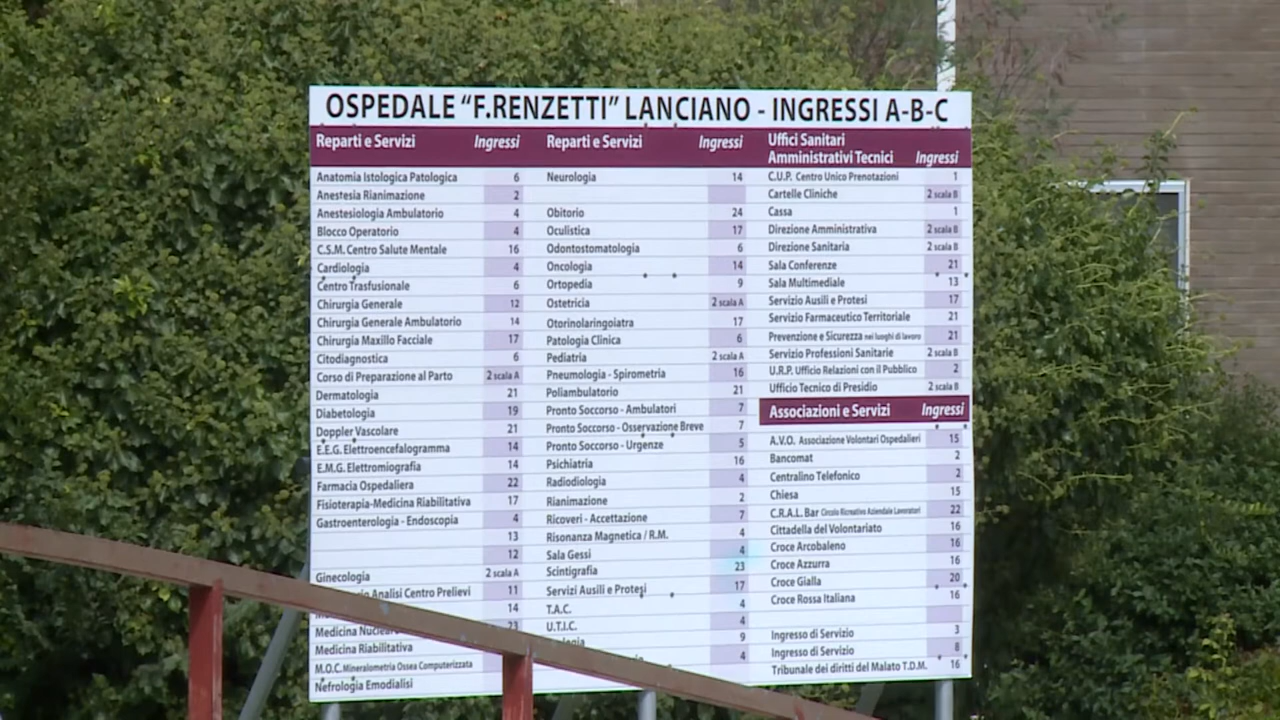 OSPEDALE "F.RENZETTI" LANCIANO - INGRESSI A-B-C
Reparti e Servizi Ingressi
Anatomia Istologica Patologica 6
Anestesia Rianimazione 2
Anestesiologia Ambulatorio 4
Blocco Operatorio 4
C.S.M. Centro Salute Mentale 16
Cardiologia 4
Centro Trasfusionale 6
Chirurgia Generale 12
Chirurgia Generale Ambulatorio 14
Chirurgia Maxillo Facciale 17
Citodiagnostica 6
Corso di Preparazione al Parto 2 scala A
Dermatologia 21
Diabetologia 19
Doppler Vascolare 21
E.E.G. Elettroencefalogramma 14
E.M.G. Elettromiografia 14
Farmacia Ospedaliera 22
Fisioterapia-Medicina Riabilitativa 17
Gastroenterologia - Endoscopia 4
13
12
Ginecologia 2 scala A
Analisi Centro Prelievi 11
14
Medicina 23
Medicina Riabilitativa
M.O.C. Mineralometria Ossea Computerizzata
Nefrologia Emodialisi
Reparti e Servizi Ingressi
Neurologia 14
Obitorio 24
Oculistica 17
Odontostomatologia 6
Oncologia 14
Ortopedia 9
Ostetricia 2 scala A
Otorinolaringoiatra 17
Patologia Clinica 6
Pediatria 2 scala A
Pneumologia - Spirometria 16
Poliambulatorio 21
Pronto Soccorso - Ambulatori 7
Pronto Soccorso - Osservazione Breve 7
Pronto Soccorso - Urgenze 5
Psichiatria 16
Radiodiologia 4
Rianimazione 2
Ricoveri - Accettazione 7
Risonanza Magnetica / R.M. 4
Sala Gessi 4
Scintigrafia 23
Servizi Ausili e Protesi 17
T.A.C. 4
U.T.I.C. 4
9
4
Uffici Sanitari
Amministrativi Tecnici Ingressi
C.U.P. Centro Unico Prenotazioni 1
Cartelle Cliniche 2 scala B
Cassa 1
Direzione Amministrativa 2 scala B
Direzione Sanitaria 2 scala B
Sala Conferenze 21
Sala Multimediale 13
Servizio Ausili e Protesi 17
Servizio Farmaceutico Territoriale 21
Prevenzione e Sicurezza nei luoghi di lavoro 21
Servizio Professioni Sanitarie 2 scala B
U.R.P. Ufficio Relazioni con il Pubblico 2
Ufficio Tecnico di Presidio 2 scala B
Associazioni e Servizi Ingressi
A.V.O. Associazione Volontari Ospedalieri 15
Bancomat 2
Centralino Telefonico 2
Chiesa 15
C.R.A.L. Bar Circolo Ricreativo Aziendale Lavoratori 22
Cittadella del Volontariato 16
Croce Arcobaleno 16
Croce Azzurra 16
Croce Gialla 20
Croce Rossa Italiana 16
Ingresso di Servizio 3
Ingresso di Servizio 8
Tribunale dei diritti del Malato T.D.M. 16